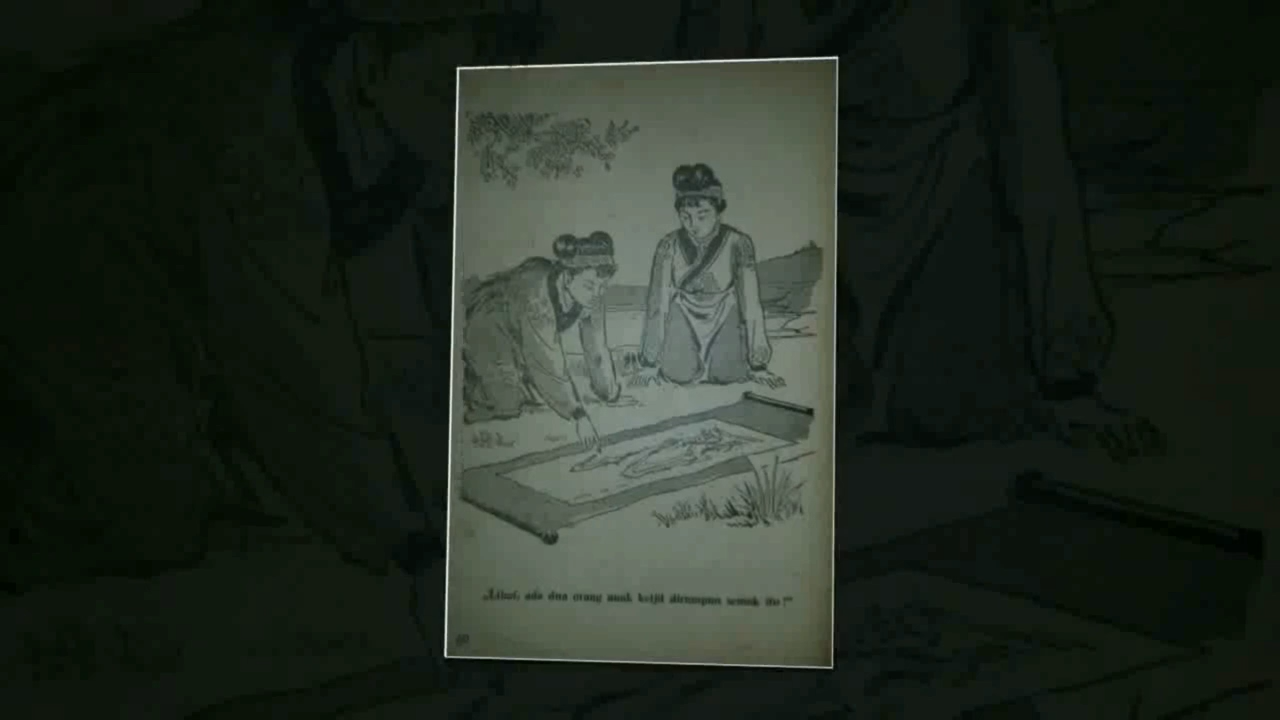 „Lihat, ada dua orang anak ketjil dirumpun semak itu!”